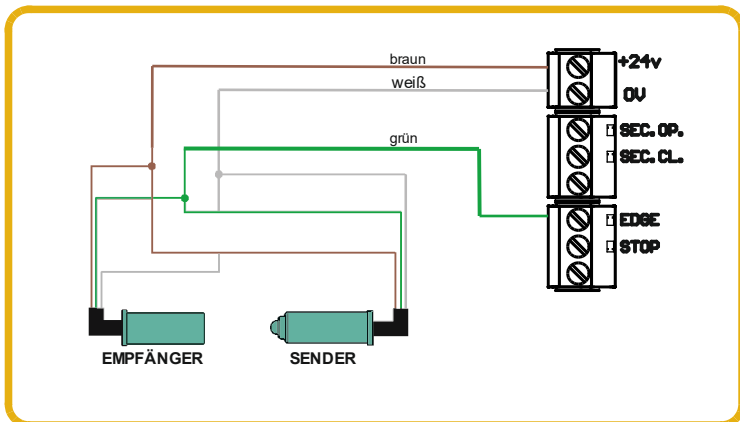 braun
weiß
grün
+24v
0V
SEC. OP.
SEC. CL.
EDGE
STOP
EMPFÄNGER
SENDER